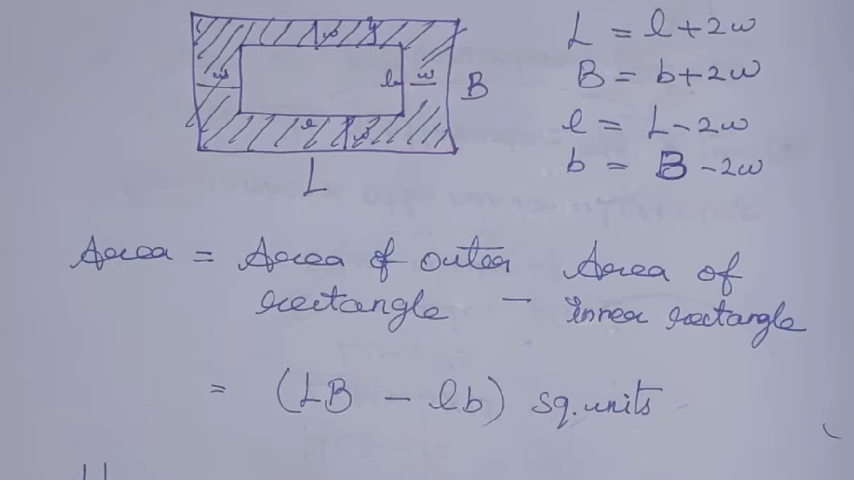 w
w
w
b
w
B
l
w
L
L = l + 2w
B = b + 2w
l = L - 2w
b = B - 2w
Area = Area of outer rectangle - Area of inner rectangle
= (LB - lb) sq.units